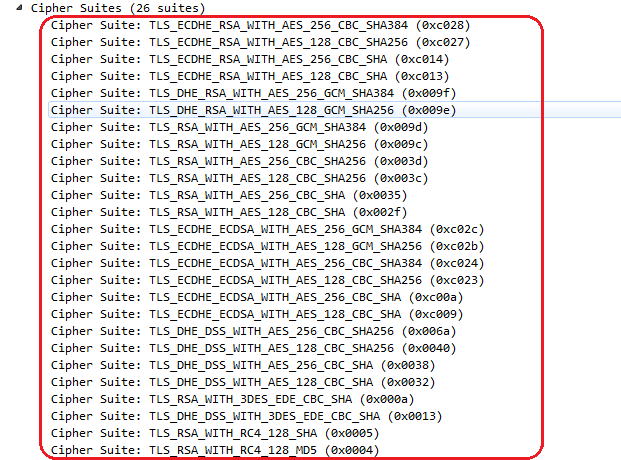 Cipher Suites (26 suites)
Cipher Suite: TLS_ECDHE_RSA_WITH_AES_256_CBC_SHA384 (0xc028)
Cipher Suite: TLS_ECDHE_RSA_WITH_AES_128_CBC_SHA256 (0xc027)
Cipher Suite: TLS_ECDHE_RSA_WITH_AES_256_CBC_SHA (0xc014)
Cipher Suite: TLS_ECDHE_RSA_WITH_AES_128_CBC_SHA (0xc013)
Cipher Suite: TLS_DHE_RSA_WITH_AES_256_GCM_SHA384 (0x009f)
Cipher Suite: TLS_DHE_RSA_WITH_AES_128_GCM_SHA256 (0x009e)
Cipher Suite: TLS_RSA_WITH_AES_256_GCM_SHA384 (0x009d)
Cipher Suite: TLS_RSA_WITH_AES_128_GCM_SHA256 (0x009c)
Cipher Suite: TLS_RSA_WITH_AES_256_CBC_SHA256 (0x003d)
Cipher Suite: TLS_RSA_WITH_AES_128_CBC_SHA256 (0x003c)
Cipher Suite: TLS_RSA_WITH_AES_256_CBC_SHA (0x0035)
Cipher Suite: TLS_RSA_WITH_AES_128_CBC_SHA (0x002f)
Cipher Suite: TLS_ECDHE_ECDSA_WITH_AES_256_GCM_SHA384 (0xc02c)
Cipher Suite: TLS_ECDHE_ECDSA_WITH_AES_128_GCM_SHA256 (0xc02b)
Cipher Suite: TLS_ECDHE_ECDSA_WITH_AES_256_CBC_SHA384 (0xc024)
Cipher Suite: TLS_ECDHE_ECDSA_WITH_AES_128_CBC_SHA256 (0xc023)
Cipher Suite: TLS_ECDHE_ECDSA_WITH_AES_256_CBC_SHA (0xc00a)
Cipher Suite: TLS_ECDHE_ECDSA_WITH_AES_128_CBC_SHA (0xc009)
Cipher Suite: TLS_DHE_DSS_WITH_AES_256_CBC_SHA256 (0x006a)
Cipher Suite: TLS_DHE_DSS_WITH_AES_128_CBC_SHA256 (0x0040)
Cipher Suite: TLS_DHE_DSS_WITH_AES_256_CBC_SHA (0x0038)
Cipher Suite: TLS_DHE_DSS_WITH_AES_128_CBC_SHA (0x0032)
Cipher Suite: TLS_RSA_WITH_3DES_EDE_CBC_SHA (0x000a)
Cipher Suite: TLS_DHE_DSS_WITH_3DES_EDE_CBC_SHA (0x0013)
Cipher Suite: TLS_RSA_WITH_RC4_128_SHA (0x0005)
Cipher Suite: TLS_RSA_WITH_RC4_128_MD5 (0x0004)